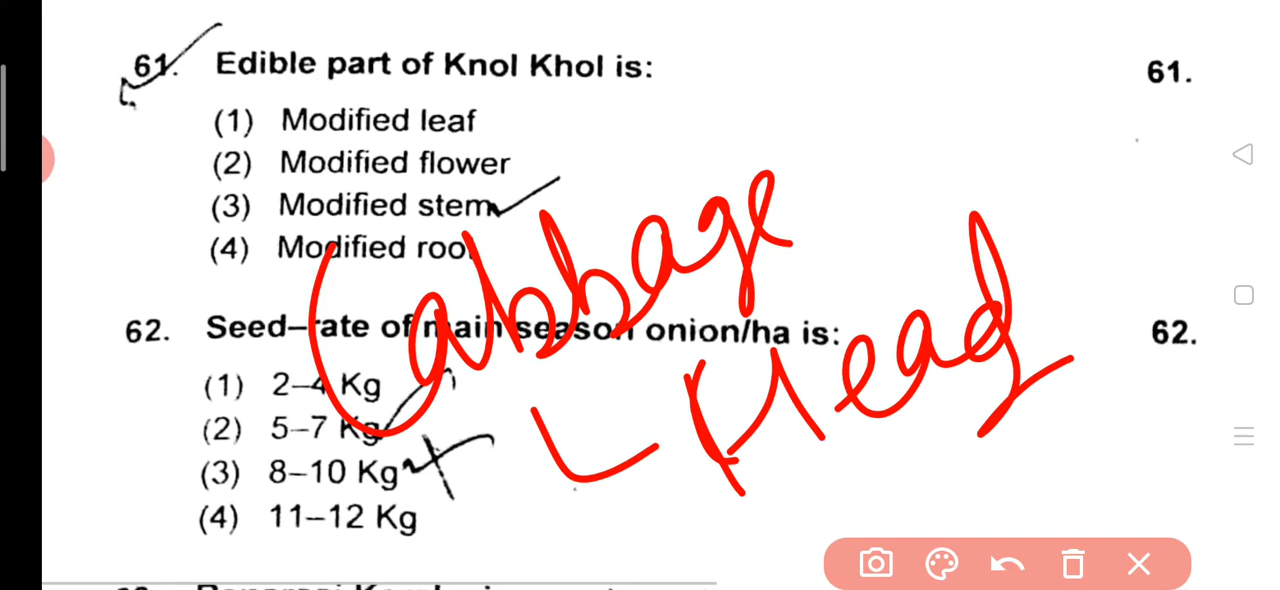 61. Edible part of Knol Khol is: 61.
(1) Modified leaf
(2) Modified flower
(3) Modified stem
(4) Modified roo
Cabbage
Head
62. Seed–rate of main season onion/ha is: 62.
(1) 2–4 Kg
(2) 5–7 Kg
(3) 8–10 Kg
(4) 11–12 Kg